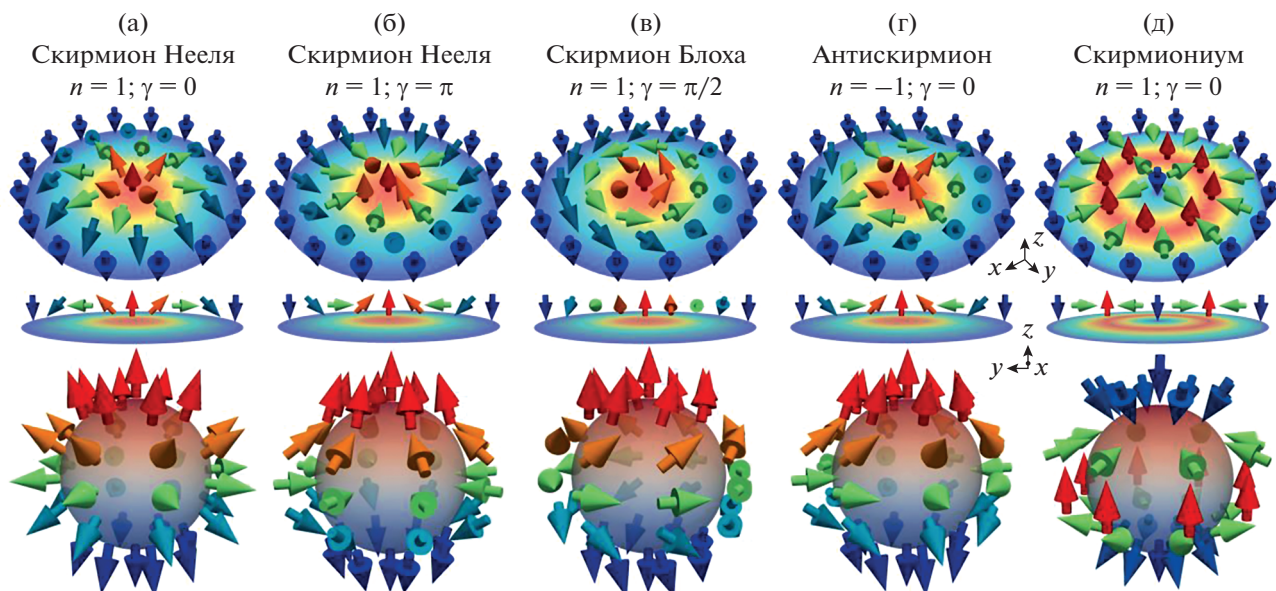 (а)
Скирмион Нееля
n = 1; γ = 0
(б)
Скирмион Нееля
n = 1; γ = π
(в)
Скирмион Блоха
n = 1; γ = π/2
(г)
Антискирмион
n = −1; γ = 0
(д)
Скирмиониум
n = 1; γ = 0
z
x
y
z
y
x